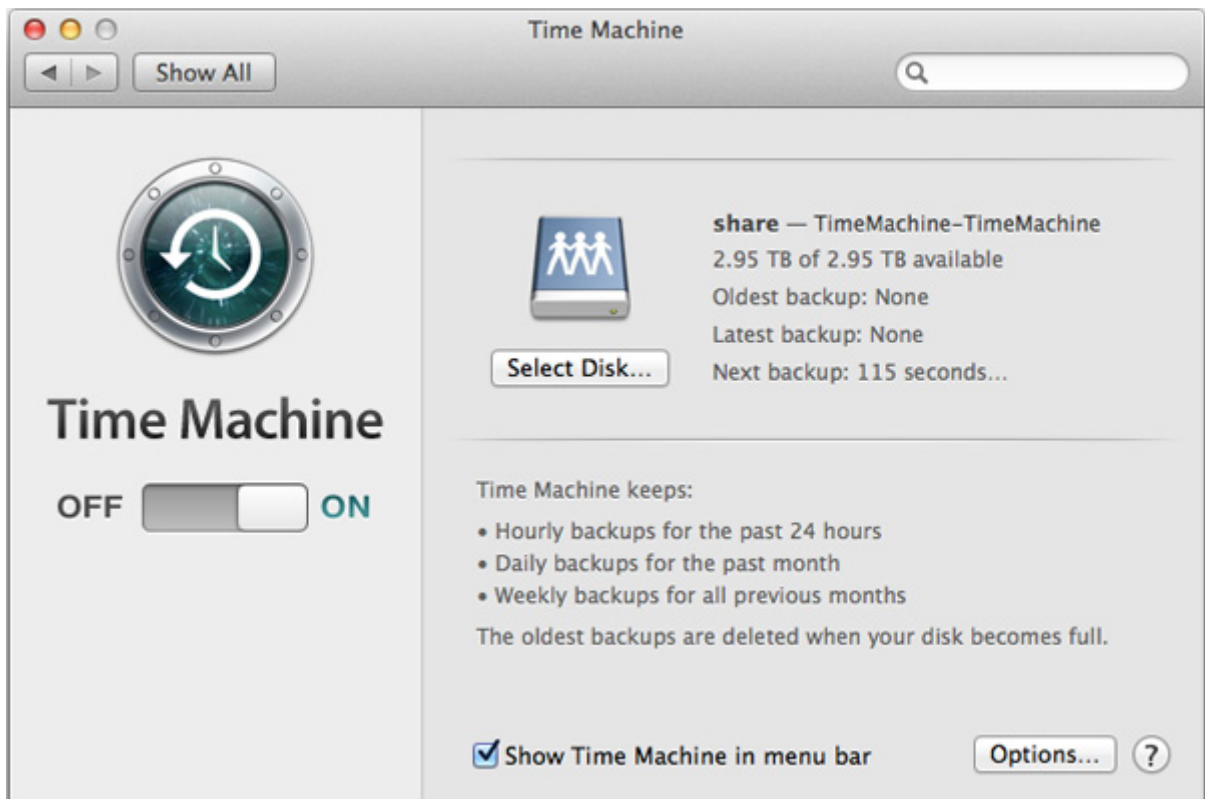 Time Machine
Show All
share — TimeMachine-TimeMachine
2.95 TB of 2.95 TB available
Oldest backup: None
Latest backup: None
Select Disk...
Next backup: 115 seconds...
Time Machine
OFF ON
Time Machine keeps:
• Hourly backups for the past 24 hours
• Daily backups for the past month
• Weekly backups for all previous months
The oldest backups are deleted when your disk becomes full.
Show Time Machine in menu bar
Options... ?